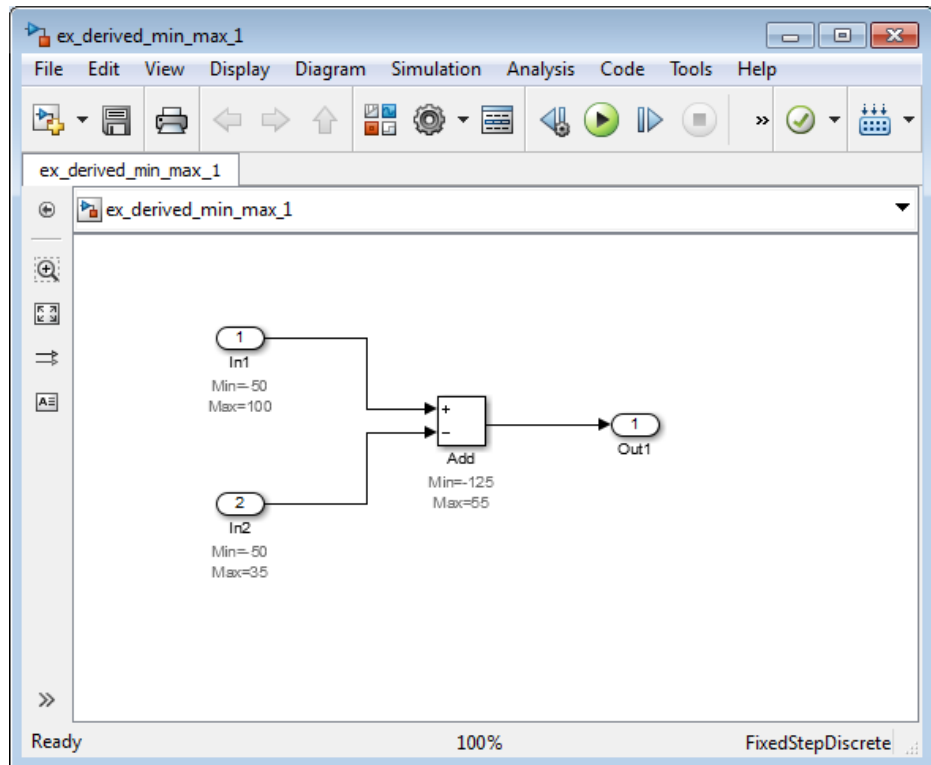 ex_derived_min_max_1
File Edit View Display Diagram Simulation Analysis Code Tools Help
»
ex_derived_min_max_1
ex_derived_min_max_1
1
In1
Min=-50
Max=100
+
−
Add
Min=-125
Max=55
1
Out1
2
In2
Min=-50
Max=35
A
»
Ready 100% FixedStepDiscrete